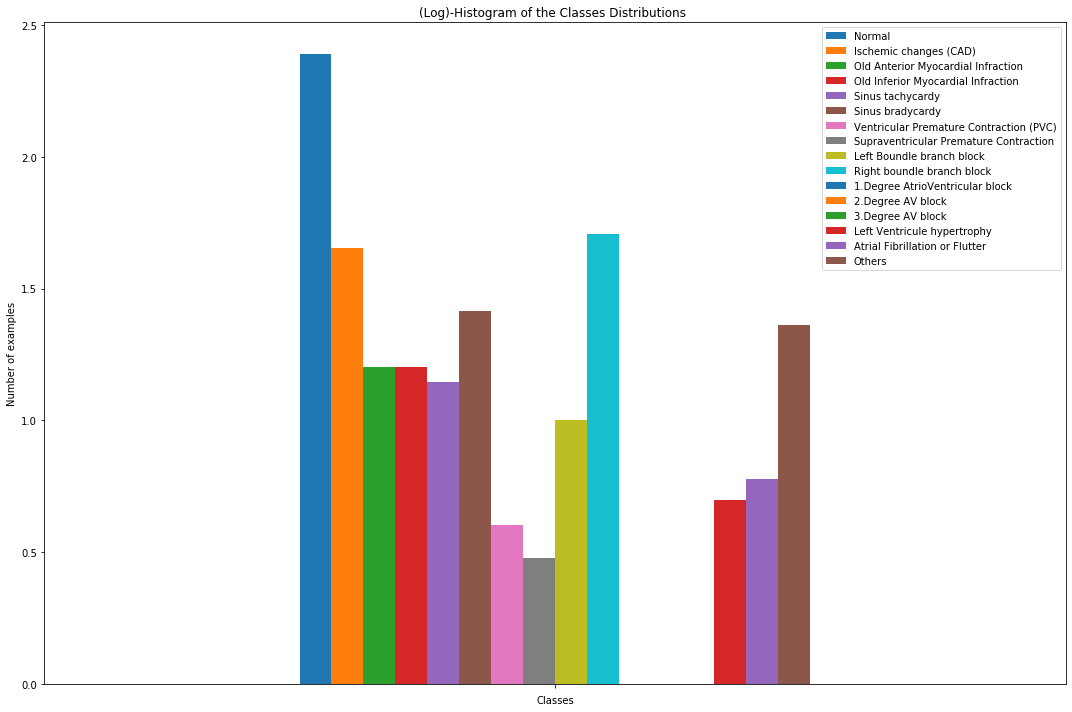 (Log)-Histogram of the Classes Distributions
2.5
2.0
1.5
1.0
0.5
0.0
Number of examples
Classes
Normal
Ischemic changes (CAD)
Old Anterior Myocardial Infraction
Old Inferior Myocardial Infraction
Sinus tachycardy
Sinus bradycardy
Ventricular Premature Contraction (PVC)
Supraventricular Premature Contraction
Left Boundle branch block
Right boundle branch block
1.Degree AtrioVentricular block
2.Degree AV block
3.Degree AV block
Left Ventricule hypertrophy
Atrial Fibrillation or Flutter
Others